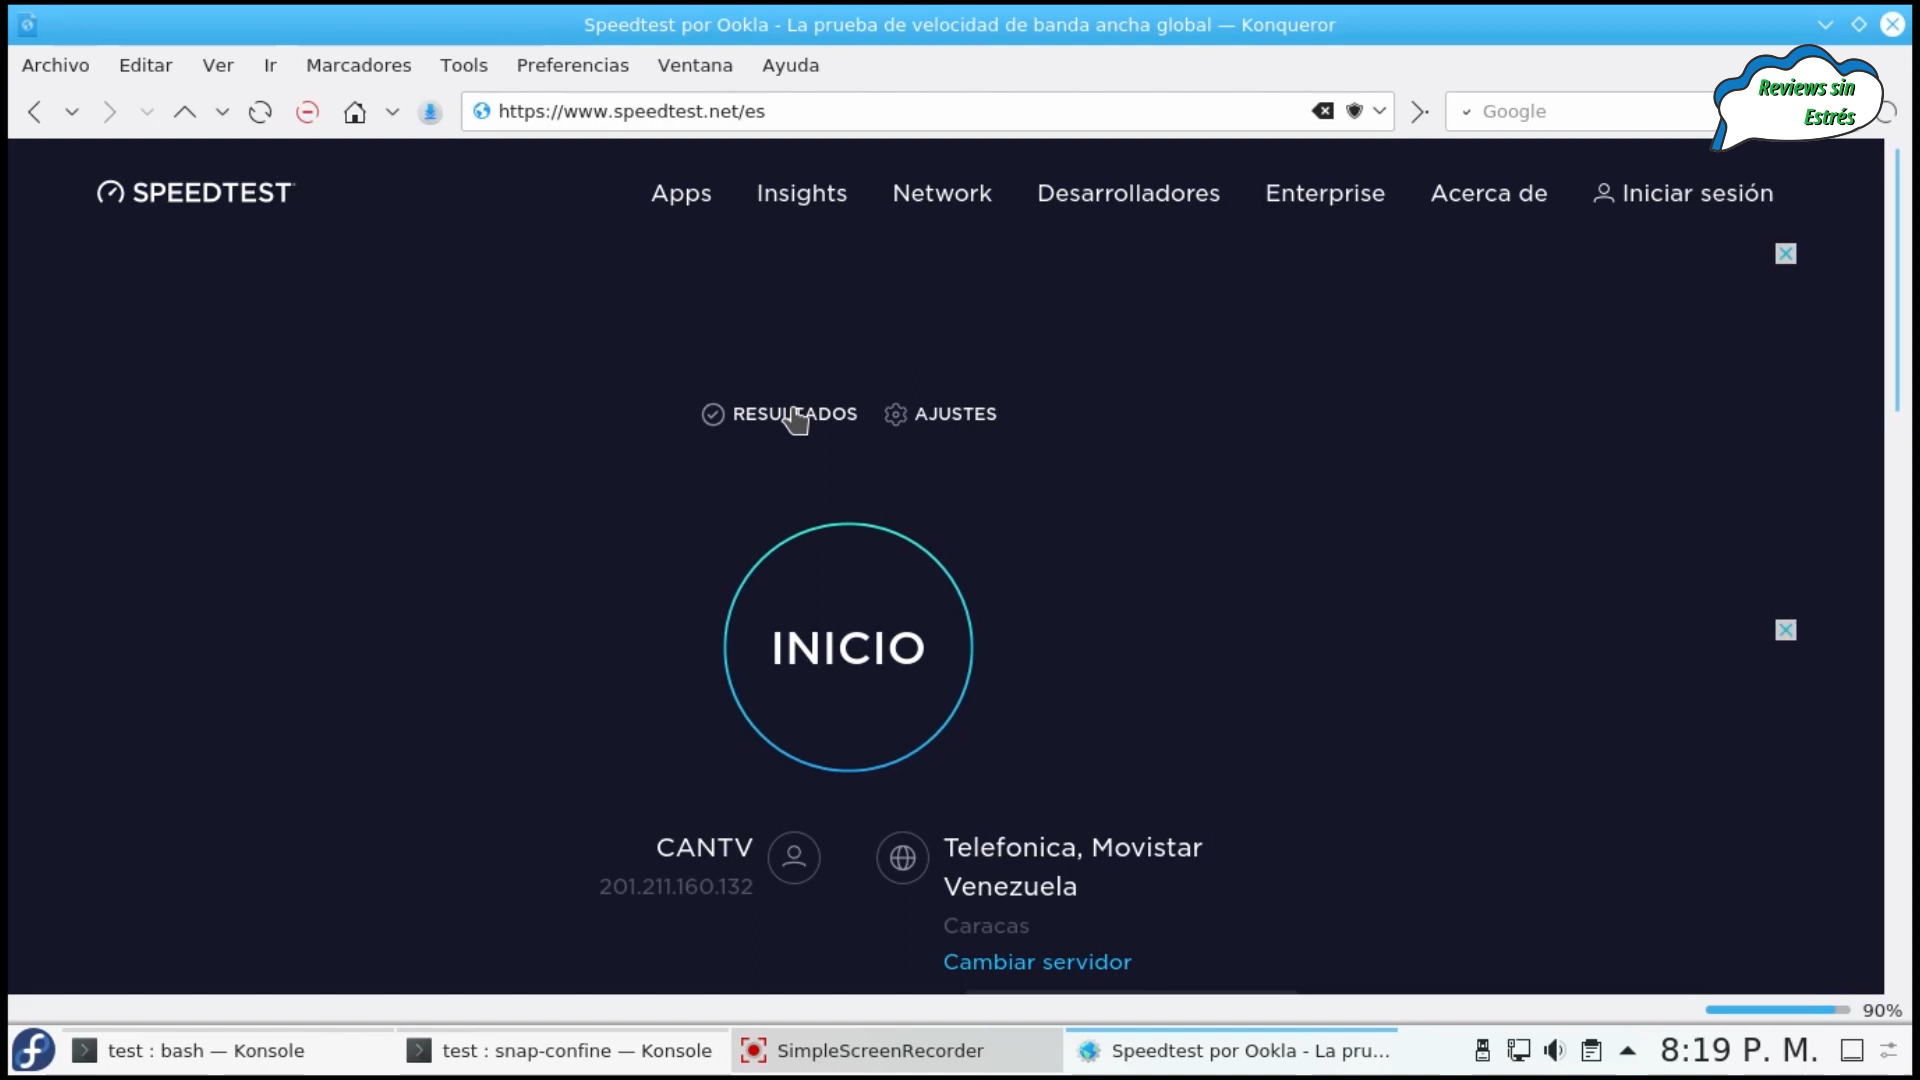 Speedtest por Ookla - La prueba de velocidad de banda ancha global — Konqueror
Archivo Editar Ver Ir Marcadores Tools Preferencias Ventana Ayuda
https://www.speedtest.net/es
Google
Reviews sin
Estrés
SPEEDTEST
Apps Insights Network Desarrolladores Enterprise Acerca de Iniciar sesión
RESULTADOS AJUSTES
INICIO
CANTV
201.211.160.132
Telefonica, Movistar
Venezuela
Caracas
Cambiar servidor
90%
test : bash — Konsole
test : snap-confine — Konsole
SimpleScreenRecorder
Speedtest por Ookla - La pru...
8:19 P. M.